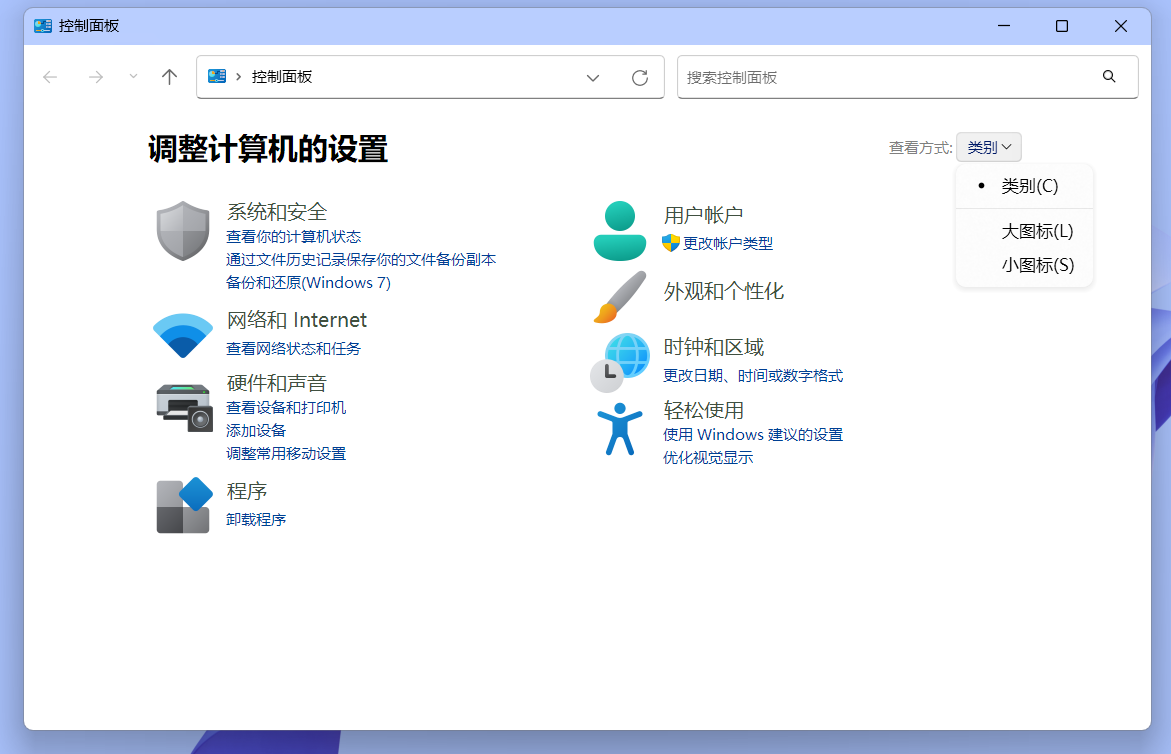 控制面板
控制面板
搜索控制面板
调整计算机的设置
查看方式:
类别
类别(C)
大图标(L)
小图标(S)
系统和安全
查看你的计算机状态
通过文件历史记录保存你的文件备份副本
备份和还原(Windows 7)
网络和 Internet
查看网络状态和任务
硬件和声音
查看设备和打印机
添加设备
调整常用移动设置
程序
卸载程序
用户帐户
更改帐户类型
外观和个性化
时钟和区域
更改日期、时间或数字格式
轻松使用
使用 Windows 建议的设置
优化视觉显示